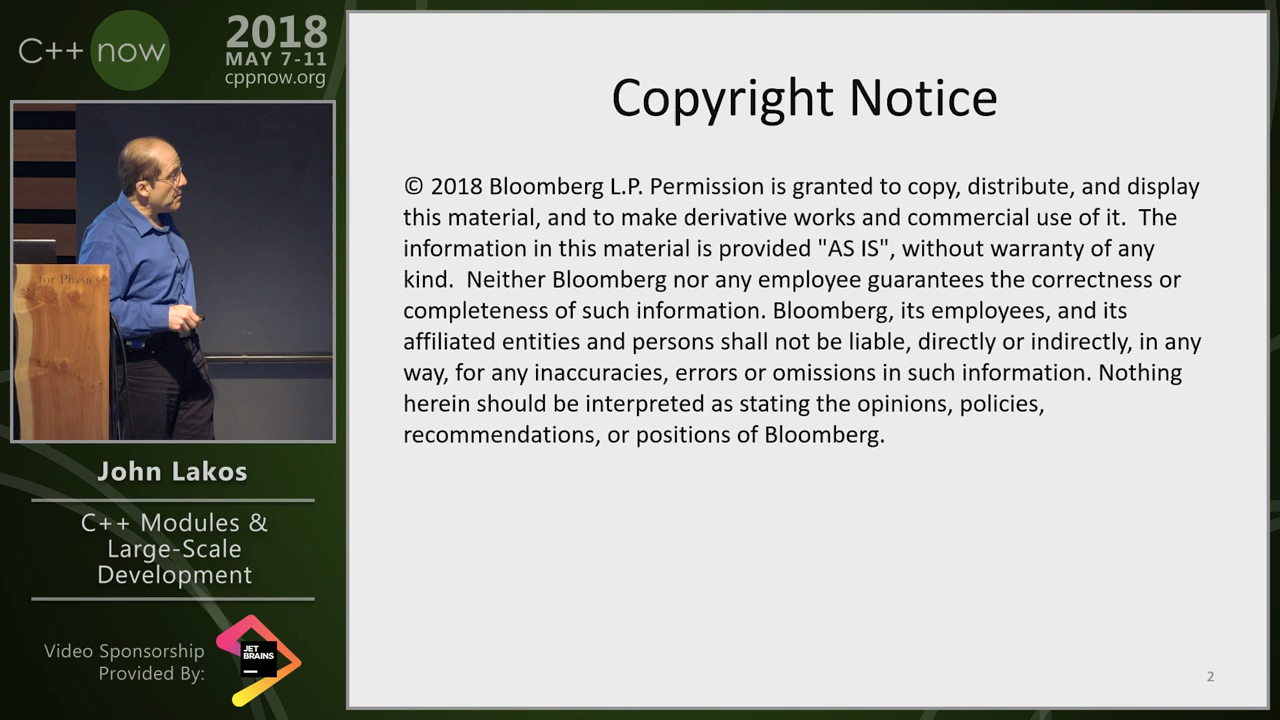 C++ now
2018
MAY 7-11
cppnow.org
for Physics
John Lakos
C++ Modules &
Large-Scale
Development
Video Sponsorship
Provided By:
JET
BRAINS
Copyright Notice
© 2018 Bloomberg L.P. Permission is granted to copy, distribute, and display
this material, and to make derivative works and commercial use of it.  The
information in this material is provided "AS IS", without warranty of any
kind.  Neither Bloomberg nor any employee guarantees the correctness or
completeness of such information. Bloomberg, its employees, and its
affiliated entities and persons shall not be liable, directly or indirectly, in any
way, for any inaccuracies, errors or omissions in such information. Nothing
herein should be interpreted as stating the opinions, policies,
recommendations, or positions of Bloomberg.
2